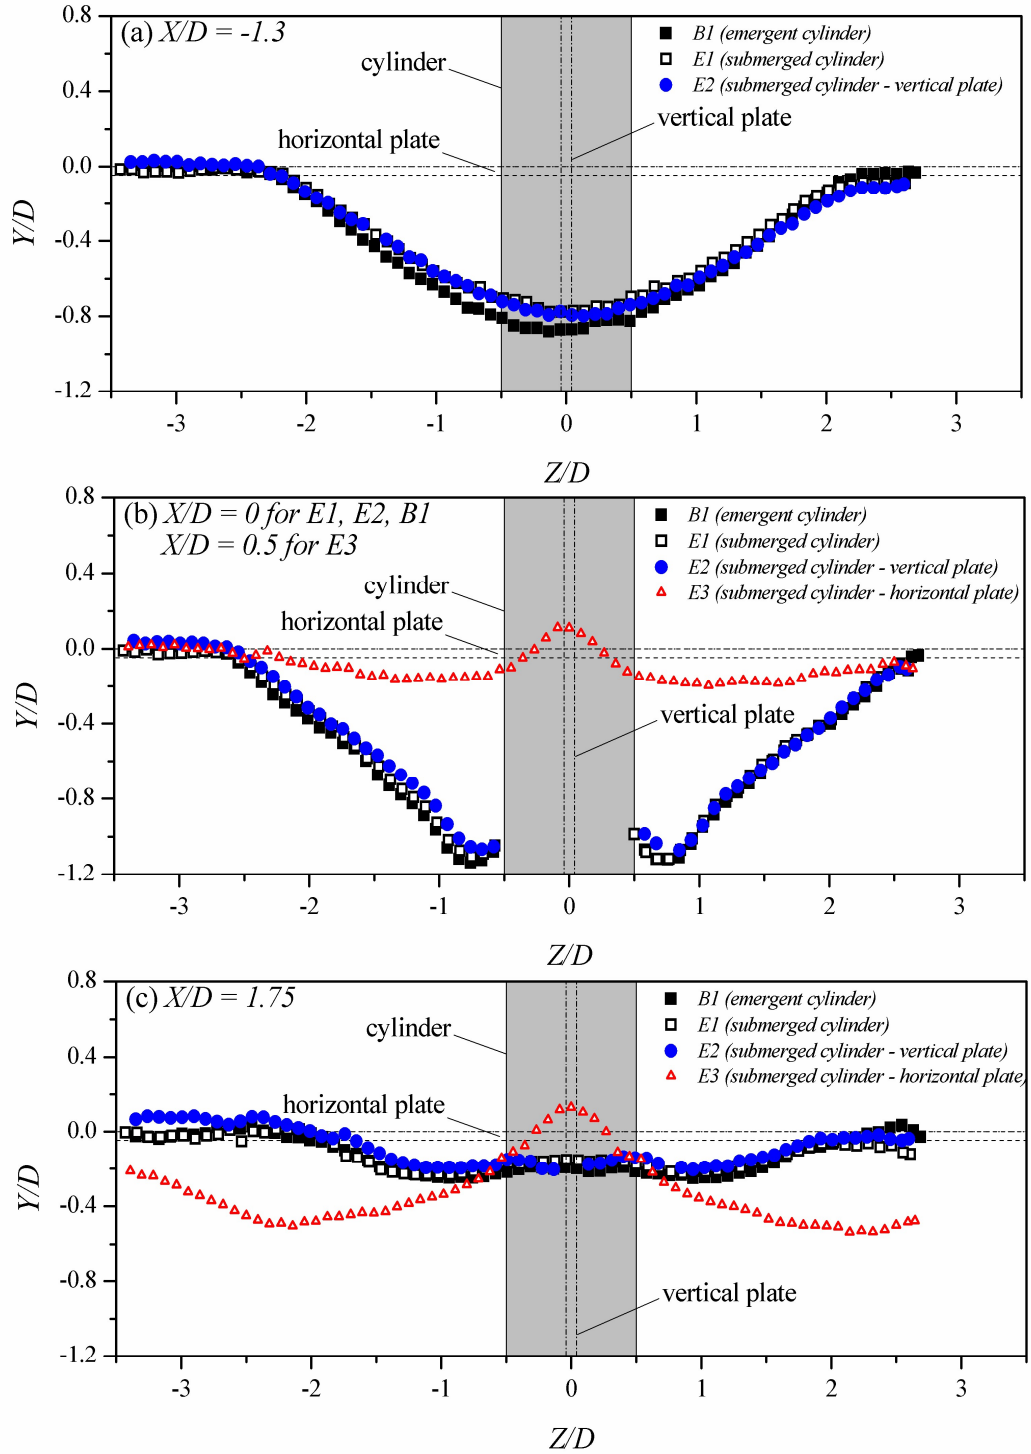 (a) X/D = -1.3
B1 (emergent cylinder)
E1 (submerged cylinder)
E2 (submerged cylinder - vertical plate)
cylinder
vertical plate
horizontal plate
0.8
0.4
0.0
-0.4
-0.8
-1.2
Y/D
-3 -2 -1 0 1 2 3
Z/D
(b) X/D = 0 for E1, E2, B1
X/D = 0.5 for E3
B1 (emergent cylinder)
E1 (submerged cylinder)
E2 (submerged cylinder - vertical plate)
E3 (submerged cylinder - horizontal plate)
cylinder
horizontal plate
vertical plate
0.8
0.4
0.0
-0.4
-0.8
-1.2
Y/D
-3 -2 -1 0 1 2 3
Z/D
(c) X/D = 1.75
B1 (emergent cylinder)
E1 (submerged cylinder)
E2 (submerged cylinder - vertical plate)
E3 (submerged cylinder - horizontal plate)
cylinder
horizontal plate
vertical plate
0.8
0.4
0.0
-0.4
-0.8
-1.2
Y/D
-3 -2 -1 0 1 2 3
Z/D